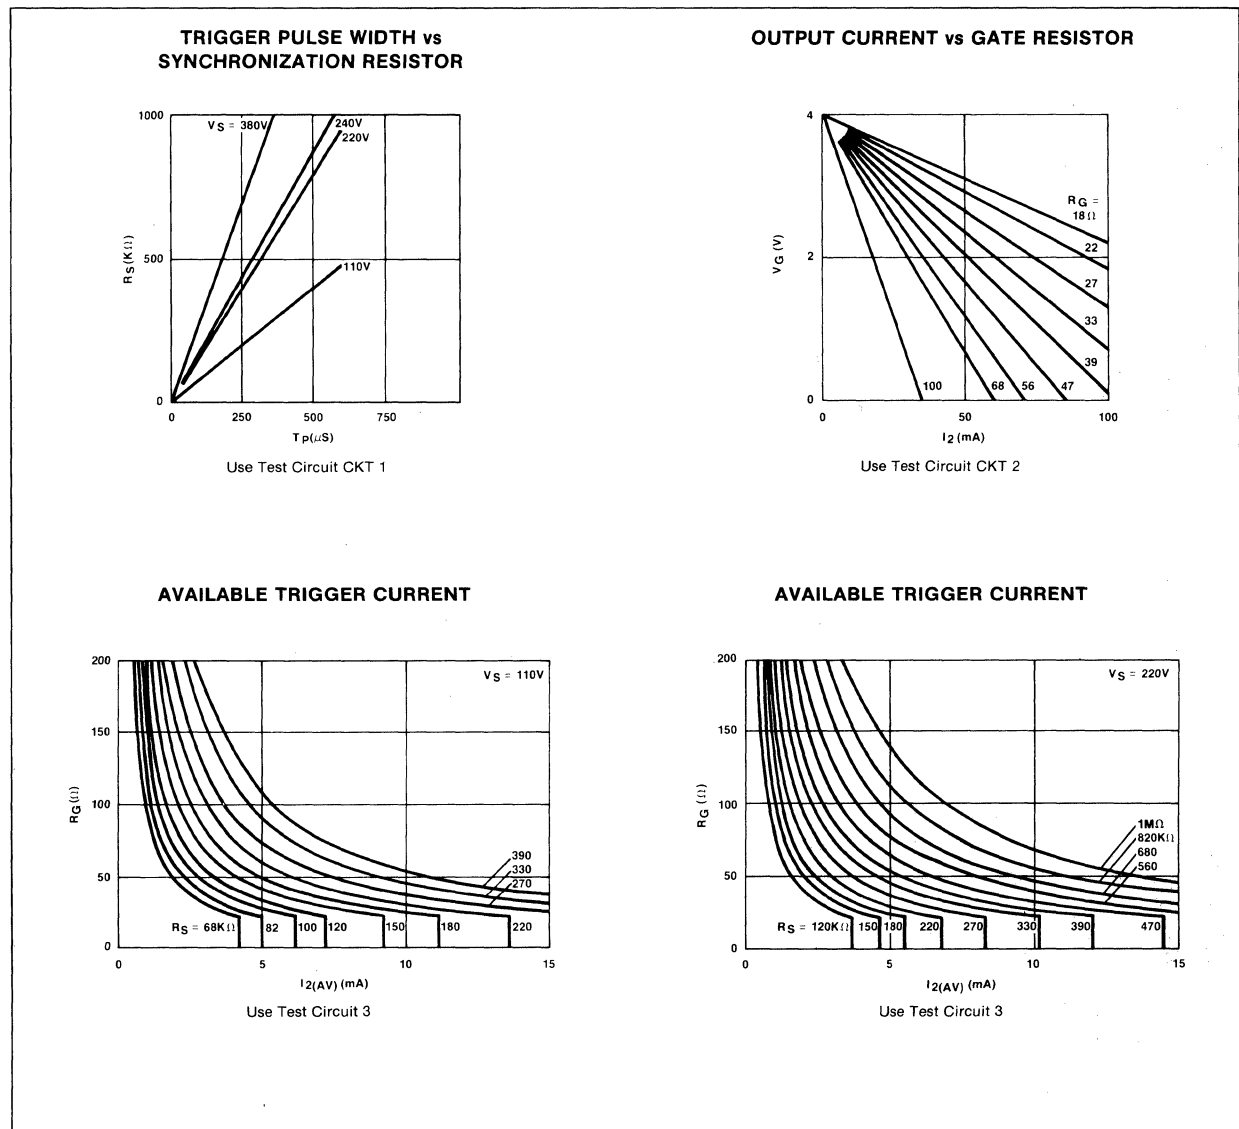 TRIGGER PULSE WIDTH vs
SYNCHRONIZATION RESISTOR
1000
500
0
RS (KΩ)
VS = 380V
240V
220V
110V
0 250 500 750
TP(μS)
Use Test Circuit CKT 1
OUTPUT CURRENT vs GATE RESISTOR
4
2
0
VG (V)
RG =
18Ω
22
27
33
39
100 68 56 47
0 50 100
I2 (mA)
Use Test Circuit CKT 2
AVAILABLE TRIGGER CURRENT
200
150
100
50
0
RG (Ω)
VS = 110V
390
330
270
RS = 68KΩ 82 100 120 150 180 220
0 5 10 15
I2(AV) (mA)
Use Test Circuit 3
AVAILABLE TRIGGER CURRENT
200
150
100
50
0
RG (Ω)
VS = 220V
1MΩ
820KΩ
680
560
RS = 120KΩ 150 180 220 270 330 390 470
0 5 10 15
I2(AV) (mA)
Use Test Circuit 3